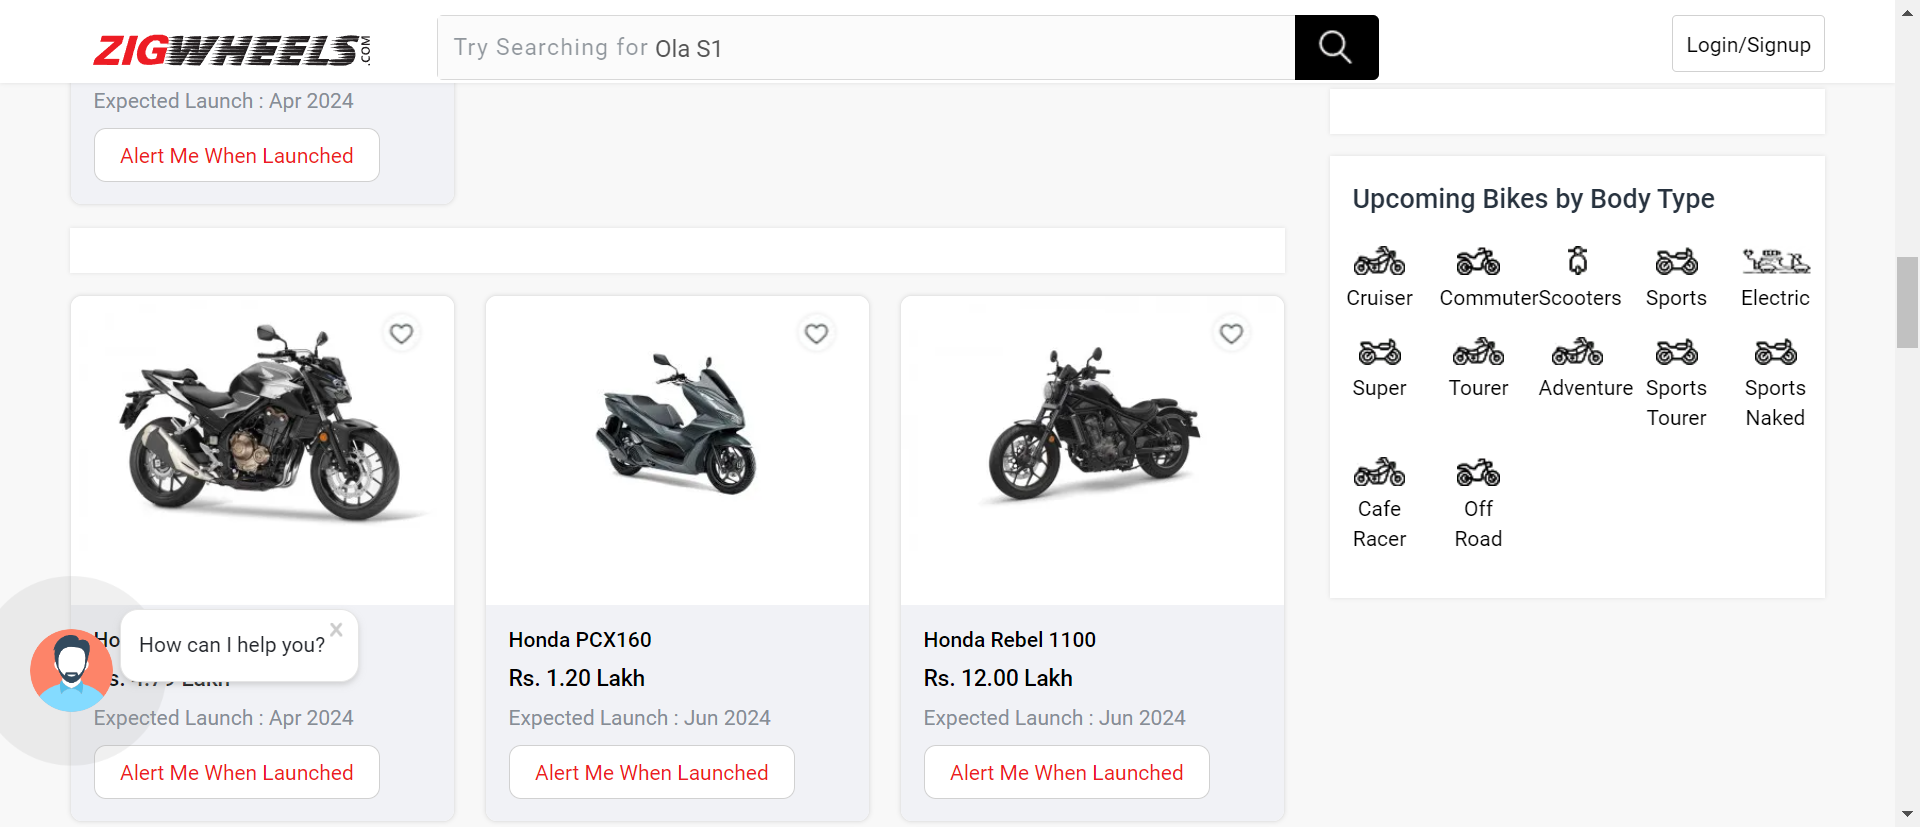 ZIGWHEELS.COM
Try Searching for Ola S1
Login/Signup
Expected Launch : Apr 2024
Alert Me When Launched
Upcoming Bikes by Body Type
Cruiser
Commuter
Scooters
Sports
Electric
Super
Tourer
Adventure
Sports
Tourer
Sports
Naked
Cafe
Racer
Off
Road
Ho
How can I help you?
Expected Launch : Apr 2024
Alert Me When Launched
Honda PCX160
Rs. 1.20 Lakh
Expected Launch : Jun 2024
Alert Me When Launched
Honda Rebel 1100
Rs. 12.00 Lakh
Expected Launch : Jun 2024
Alert Me When Launched